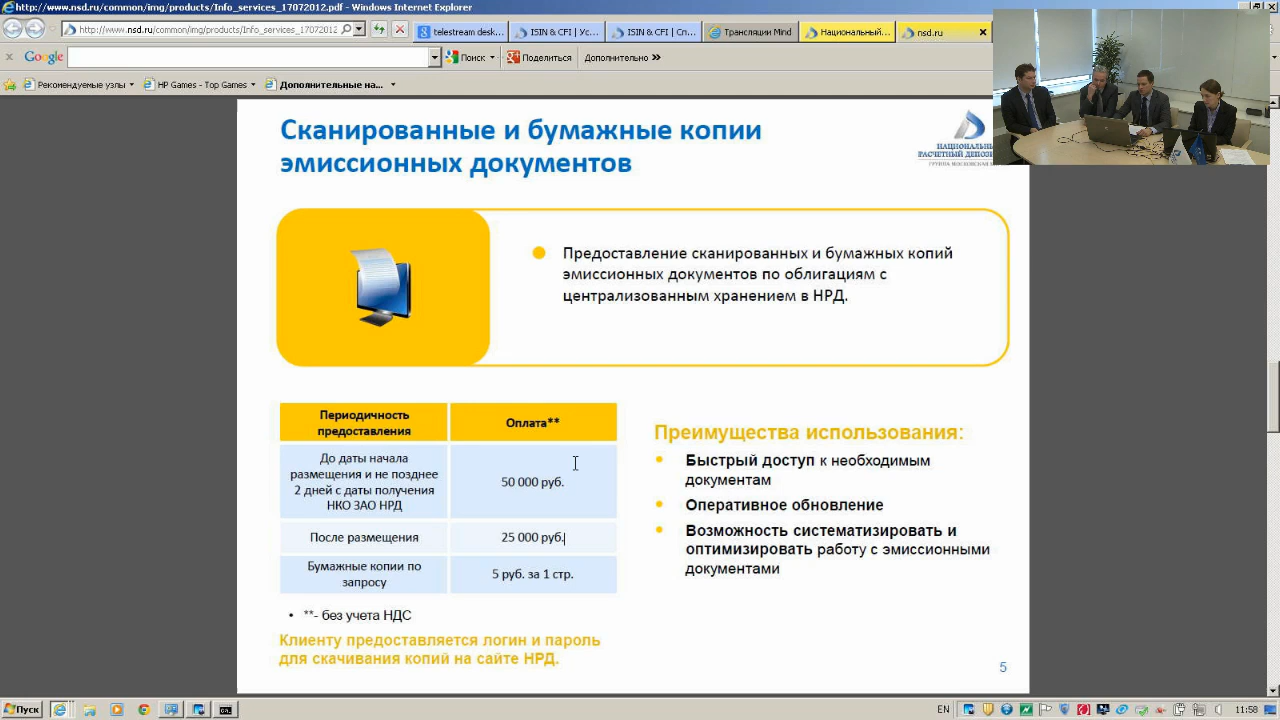 http://www.nsd.ru/common/img/products/Info_services_17072012.pdf - Windows Internet Explorer
http://www.nsd.ru/common/img/products/Info_services_17072012.p
telestream desk...
ISIN & CFI | Ус...
ISIN & CFI | Сп...
Трансляции Mind
Национальный...
nsd.ru
Google
Поиск
Поделиться
Дополнительно »
Рекомендуемые узлы
HP Games - Top Games
Дополнительные на...
Сканированные и бумажные копии
эмиссионных документов
НАЦИОНАЛЬНЫ
РАСЧЕТНЫЙ ДЕПОЗ
Предоставление сканированных и бумажных копий
эмиссионных документов по облигациям с
централизованным хранением в НРД.
Периодичность
предоставления
Оплата**
До даты начала
размещения и не позднее
2 дней с даты получения
НКО ЗАО НРД
50 000 руб.
После размещения
25 000 руб.
Бумажные копии по
запросу
5 руб. за 1 стр.
• **- без учета НДС
Клиенту предоставляется логин и пароль
для скачивания копий на сайте НРД.
Преимущества использования:
Быстрый доступ к необходимым
документам
Оперативное обновление
Возможность систематизировать и
оптимизировать работу с эмиссионными
документами
5
Пуск
EN
11:58